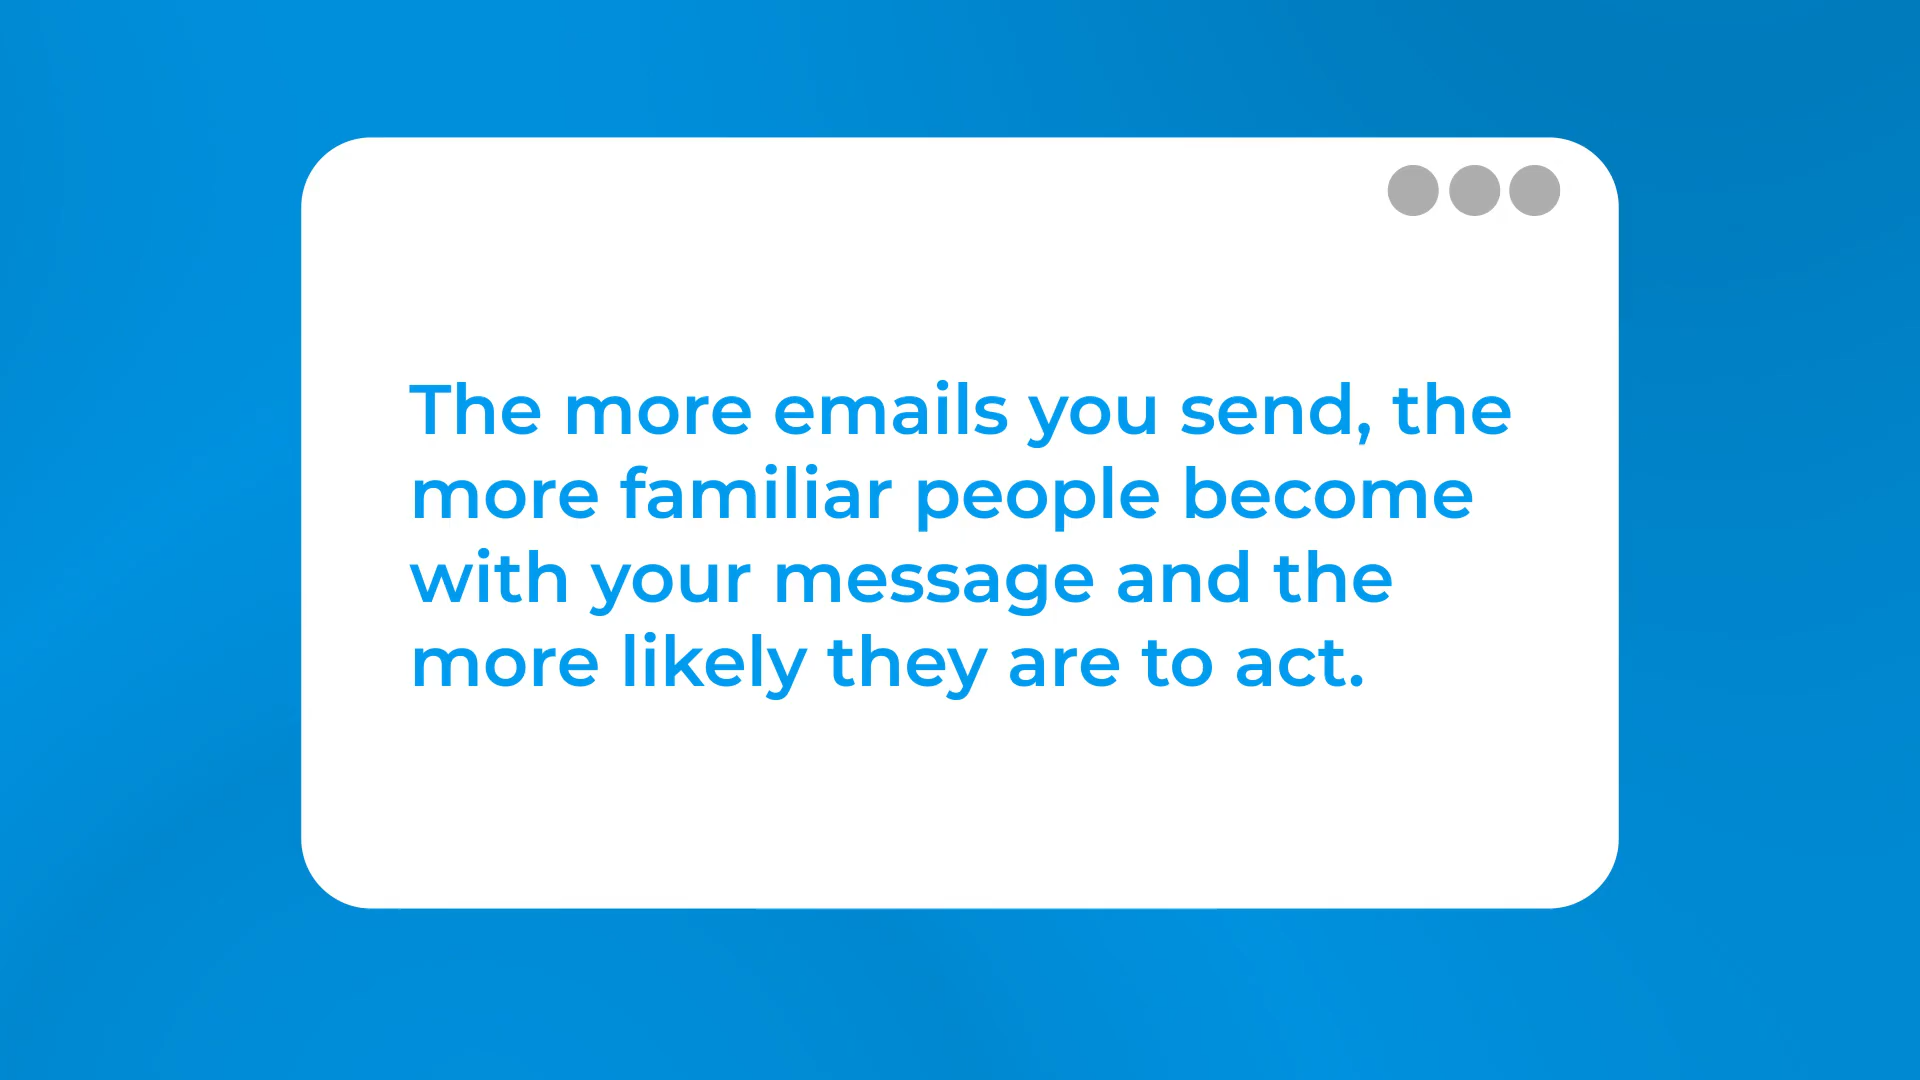 The more emails you send, the
more familiar people become
with your message and the
more likely they are to act.